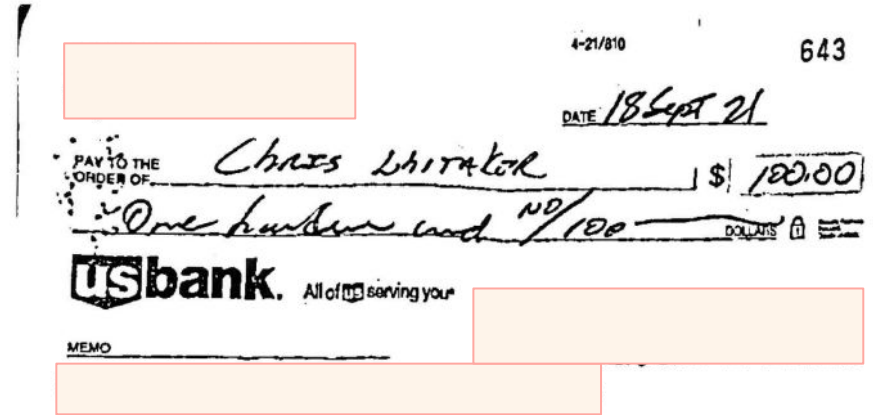 4-21/810
643
DATE 18 Sept 21
PAY TO THE
ORDER OF Chris Whitaker $ 100.00
One hundred and NO/100 DOLLARS
usbank. All of us serving you
MEMO